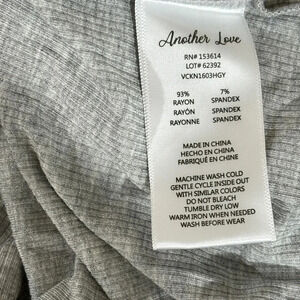 Another Love
RN# 153614
LOT# 62392
VCKN1603HGY
93% 7%
RAYON SPANDEX
RAYÓN SPANDEX
RAYONNE SPANDEX
MADE IN CHINA
HECHO EN CHINA
FABRIQUÉ EN CHINE
MACHINE WASH COLD
GENTLE CYCLE INSIDE OUT
WITH SIMILAR COLORS
DO NOT BLEACH
TUMBLE DRY LOW
WARM IRON WHEN NEEDED
WASH BEFORE WEAR